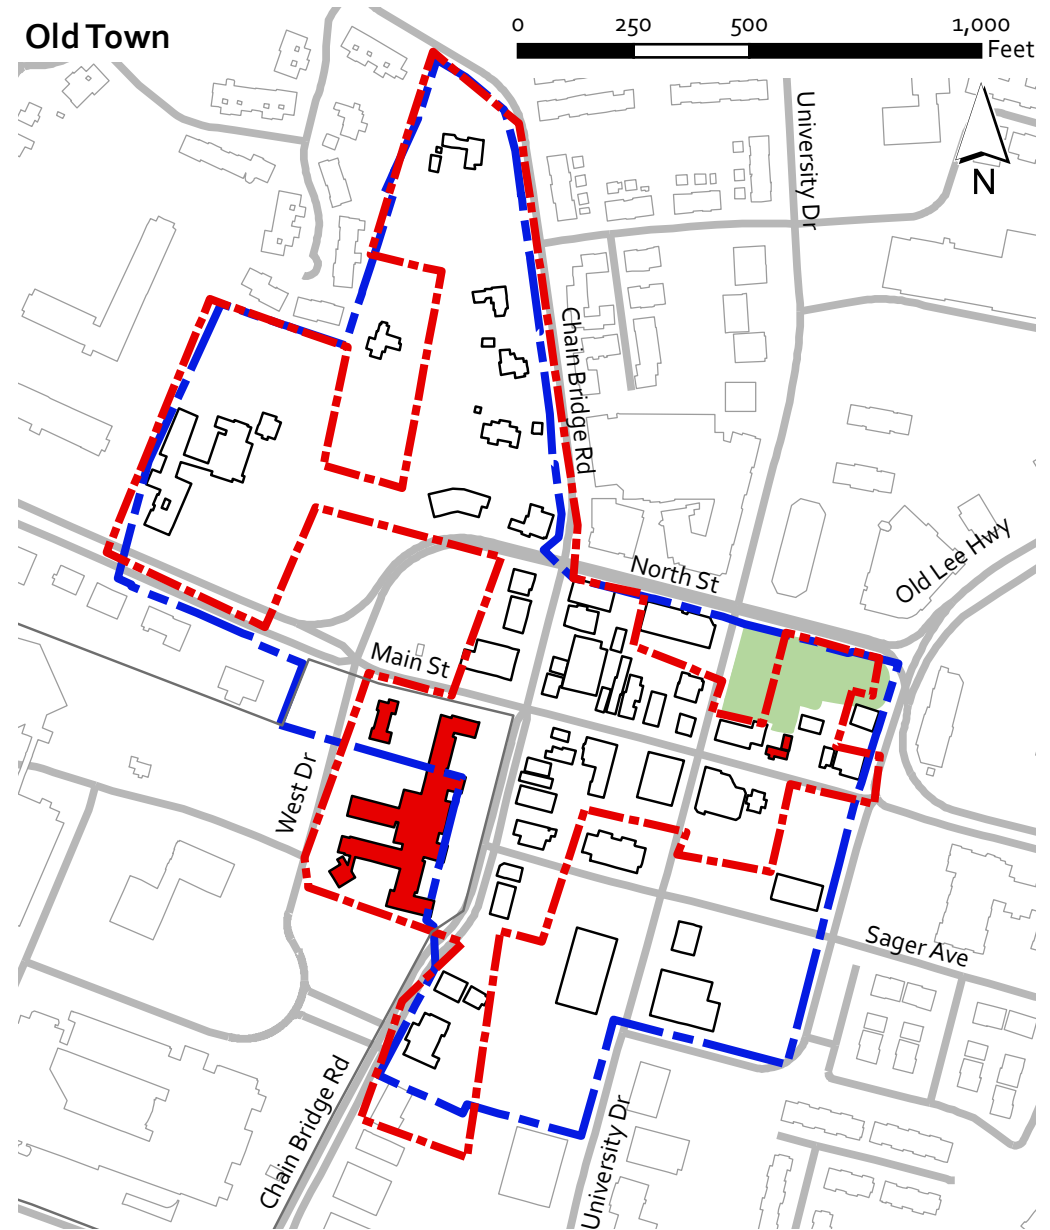 Old Town
0 250 500 1,000
Feet
N
University Dr
Chain Bridge Rd
North St
Old Lee Hwy
Main St
West Dr
Sager Ave
Chain Bridge Rd
University Dr